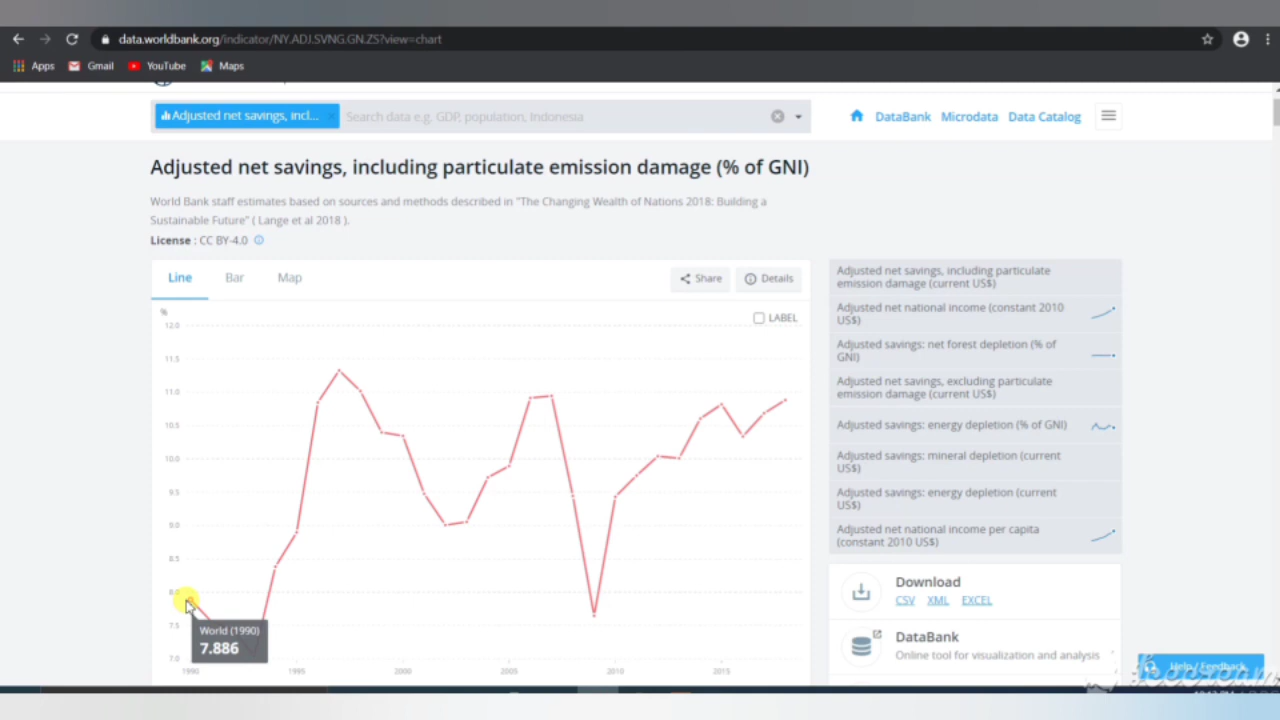 data.worldbank.org/indicator/NY.ADJ.SVNG.GN.ZS?view=chart
Apps Gmail YouTube Maps
Adjusted net savings, incl... × Search data e.g. GDP, population, Indonesia
DataBank Microdata Data Catalog
Adjusted net savings, including particulate emission damage (% of GNI)
World Bank staff estimates based on sources and methods described in "The Changing Wealth of Nations 2018: Building a
Sustainable Future" ( Lange et al 2018 ).
License : CC BY-4.0
Line Bar Map
Share Details
%
LABEL
12.0
11.5
11.0
10.5
10.0
9.5
9.0
8.5
8.0
7.5
7.0
World (1990)
7.886
1990 1995 2000 2005 2010 2015
Adjusted net savings, including particulate
emission damage (current US$)
Adjusted net national income (constant 2010
US$)
Adjusted savings: net forest depletion (% of
GNI)
Adjusted net savings, excluding particulate
emission damage (current US$)
Adjusted savings: energy depletion (% of GNI)
Adjusted savings: mineral depletion (current
US$)
Adjusted savings: energy depletion (current
US$)
Adjusted net national income per capita
(constant 2010 US$)
Download
CSV XML EXCEL
DataBank
Online tool for visualization and analysis
Help / Feedback